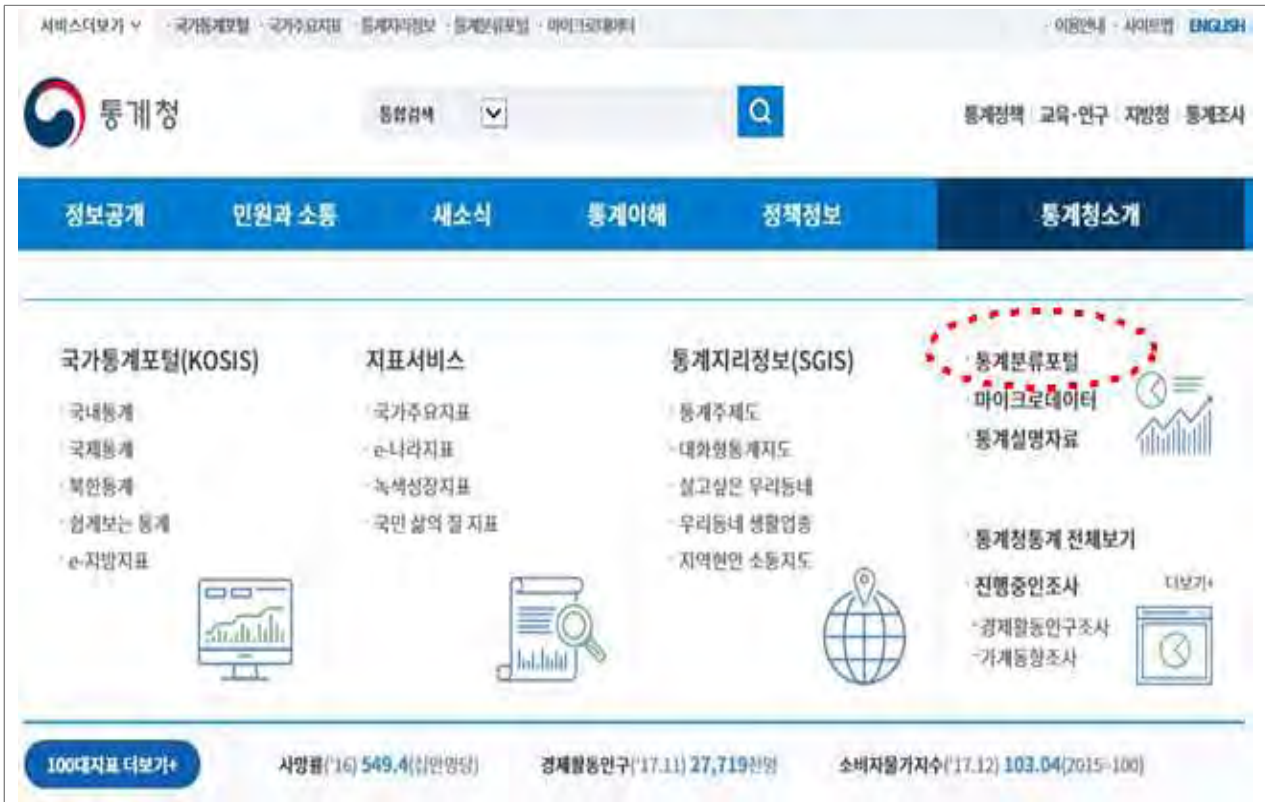 서비스더보기 · 국가통계포털 · 국가주요지표 · 통계지리정보 · 통계분류포털 · 마이크로데이터 · 이용안내 · 사이트맵 ENGLISH
통계청 통합검색 통계정책 교육·연구 지방청 통계조사
정보공개 민원과 소통 새소식 통계이해 정책정보 통계청소개
국가통계포털(KOSIS)
· 국내통계
· 국제통계
· 북한통계
· 쉽게보는 통계
· e-지방지표
지표서비스
· 국가주요지표
· e-나라지표
· 녹색성장지표
· 국민 삶의 질 지표
통계지리정보(SGIS)
· 통계주제도
· 대화형통계지도
· 살고싶은 우리동네
· 우리동네 생활업종
· 지역현안 소통지도
· 통계분류포털
· 마이크로데이터
· 통계설명자료
· 통계청통계 전체보기
· 진행중인조사 더보기+
- 경제활동인구조사
- 가계동향조사
100대지표 더보기+ 사망률('16) 549.4(십만명당) 경제활동인구('17.11) 27,719천명 소비자물가지수('17.12) 103.04(2015=100)